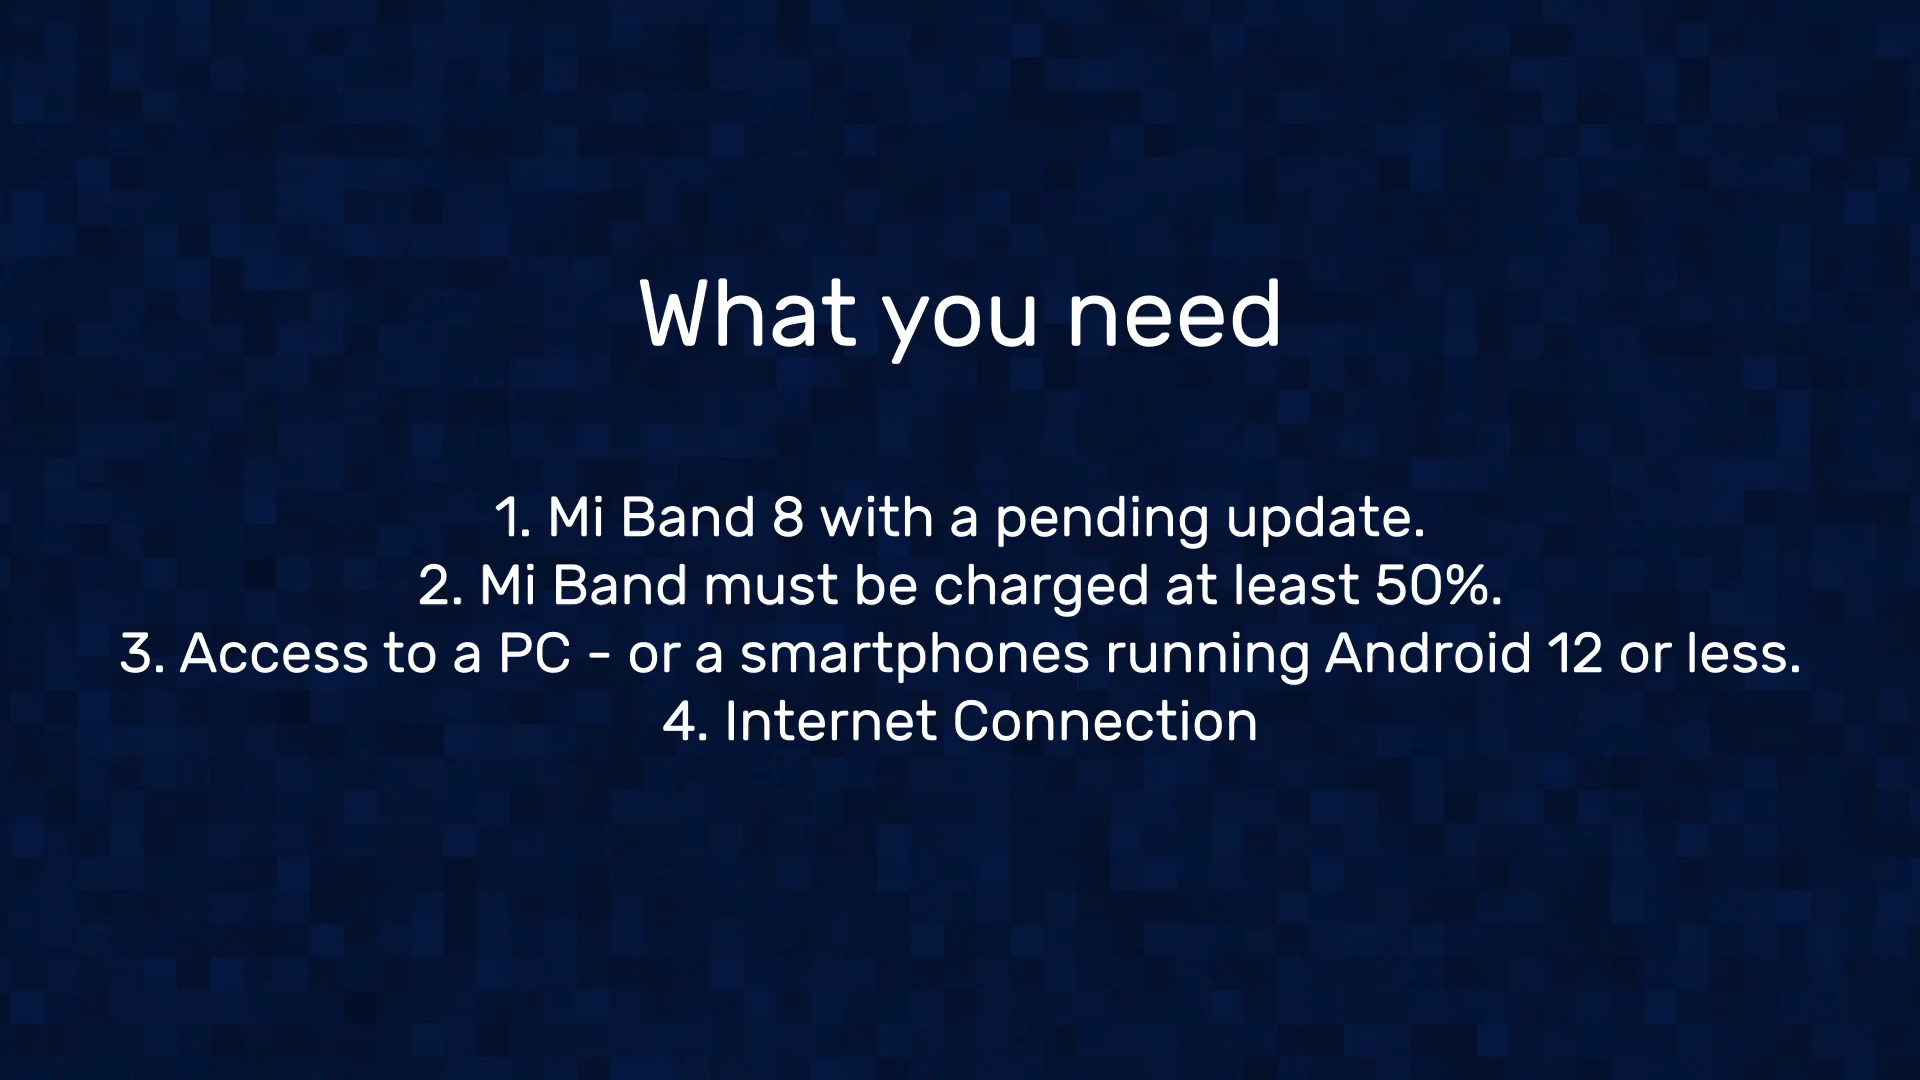 What you need
1. Mi Band 8 with a pending update.
2. Mi Band must be charged at least 50%.
3. Access to a PC - or a smartphones running Android 12 or less.
4. Internet Connection